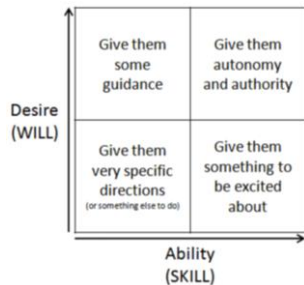 Give them
some
guidance
Give them
autonomy
and authority
Desire
(WILL)
Give them
very specific
directions
(or something else to do)
Give them
something to
be excited
about
Ability
(SKILL)